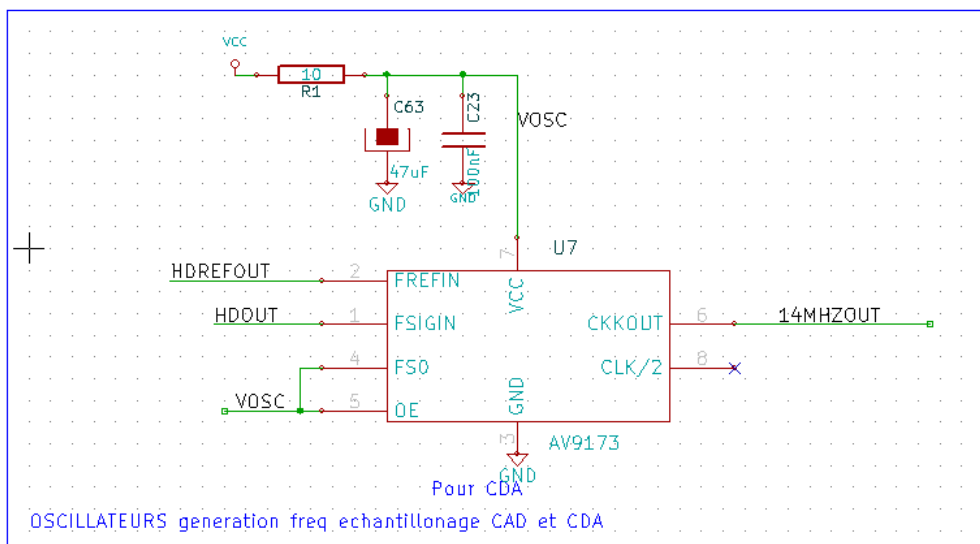 VCC
10
R1
C63
47uF
GND
C23
100nF
GND
VOSC
U7
7
VCC
HDREFOUT 2 FREFIN
HDOUT 1 FSIGIN
CKKOUT 6 14MHZOUT
4 FS0
CLK/2 8
VOSC 5 OE
GND
3
AV9173
GND
Pour CDA
OSCILLATEURS generation freq echantillonage CAD et CDA